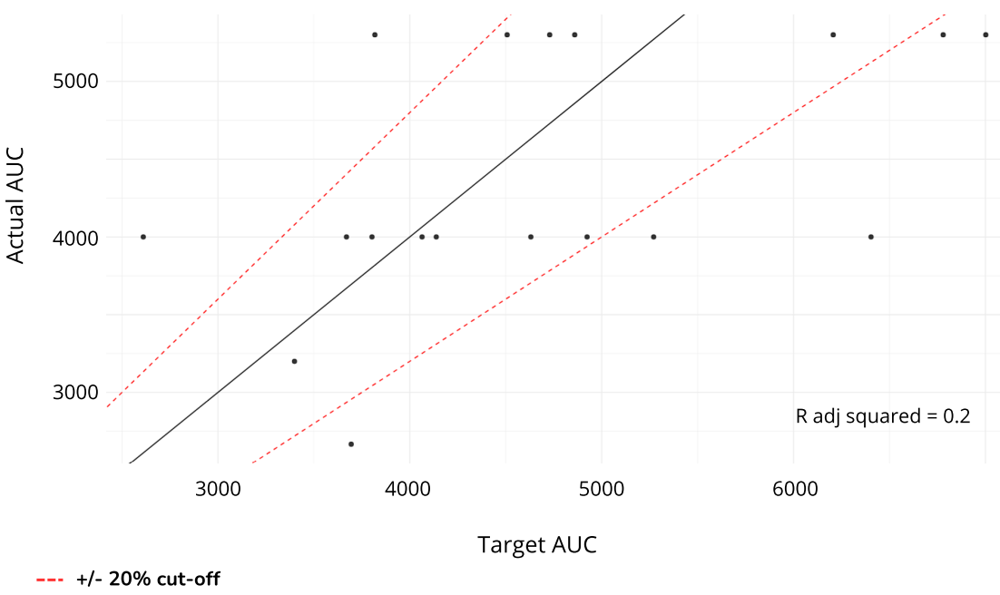 5000
4000
3000
Actual AUC
R adj squared = 0.2
3000 4000 5000 6000
Target AUC
+/- 20% cut-off